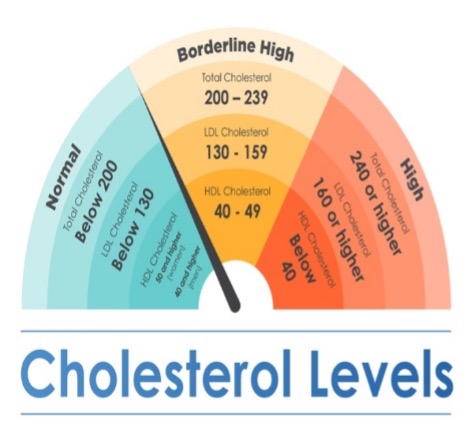 Normal
Total Cholesterol
Below 200
LDL Cholesterol
Below 130
HDL Cholesterol
50 and higher
(women)
40 and higher
(men)
Borderline High
Total Cholesterol
200 – 239
LDL Cholesterol
130 - 159
HDL Cholesterol
40 - 49
High
Total Cholesterol
240 or higher
LDL Cholesterol
160 or higher
HDL Cholesterol
Below
40
Cholesterol Levels